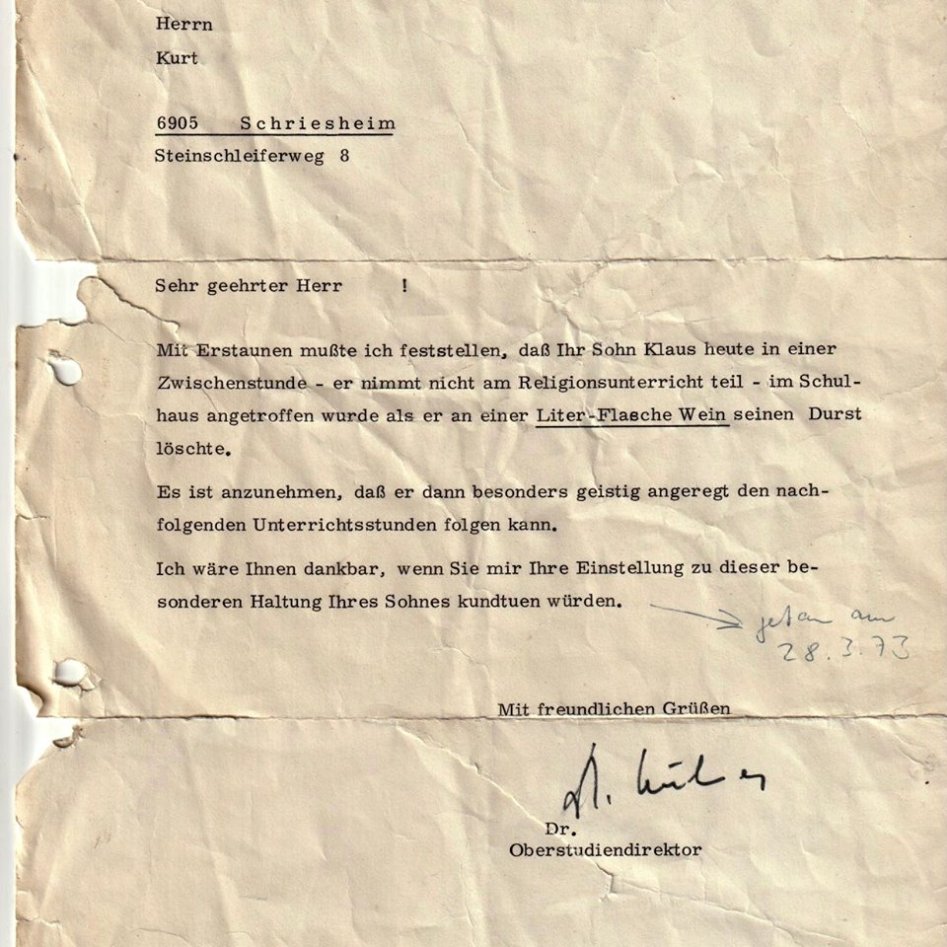 Herrn
Kurt
6905 Schriesheim
Steinschleiferweg 8
Sehr geehrter Herr !
Mit Erstaunen mußte ich feststellen, daß Ihr Sohn Klaus heute in einer
Zwischenstunde - er nimmt nicht am Religionsunterricht teil - im Schul-
haus angetroffen wurde als er an einer Liter-Flasche Wein seinen Durst
löschte.
Es ist anzunehmen, daß er dann besonders geistig angeregt den nach-
folgenden Unterrichtsstunden folgen kann.
Ich wäre Ihnen dankbar, wenn Sie mir Ihre Einstellung zu dieser be-
sonderen Haltung Ihres Sohnes kundtuen würden.
getan am
28.3.73
Mit freundlichen Grüßen
Dr.
Dr.
Oberstudiendirektor